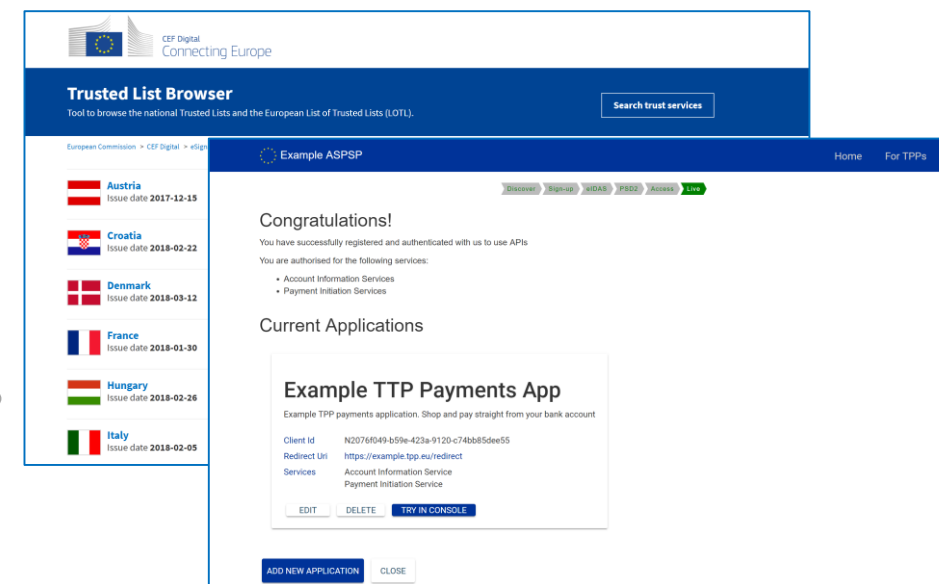 CEF Digital
Connecting Europe
Trusted List Browser
Tool to browse the national Trusted Lists and the European List of Trusted Lists (LOTL).
Search trust services
European Commission > CEF Digital > eSign
Austria
Issue date 2017-12-15
Croatia
Issue date 2018-02-22
Denmark
Issue date 2018-03-12
France
Issue date 2018-01-30
Hungary
Issue date 2018-02-26
Italy
Issue date 2018-02-05
Example ASPSP
Home For TPPs
Discover Sign-up eIDAS PSD2 Access Live
Congratulations!
You have successfully registered and authenticated with us to use APIs
You are authorised for the following services:
• Account Information Services
• Payment Initiation Services
Current Applications
Example TTP Payments App
Example TPP payments application. Shop and pay straight from your bank account
Client Id N2076f049-b59e-423a-9120-c74bb85dee55
Redirect Uri https://example.tpp.eu/redirect
Services Account Information Service
Payment Initiation Service
EDIT DELETE TRY IN CONSOLE
ADD NEW APPLICATION CLOSE